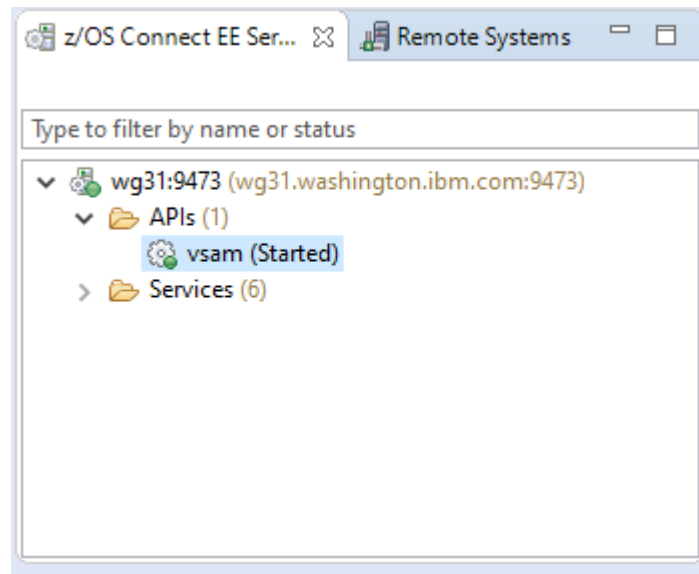 z/OS Connect EE Ser... Remote Systems
Type to filter by name or status
wg31:9473 (wg31.washington.ibm.com:9473)
APIs (1)
vsam (Started)
Services (6)